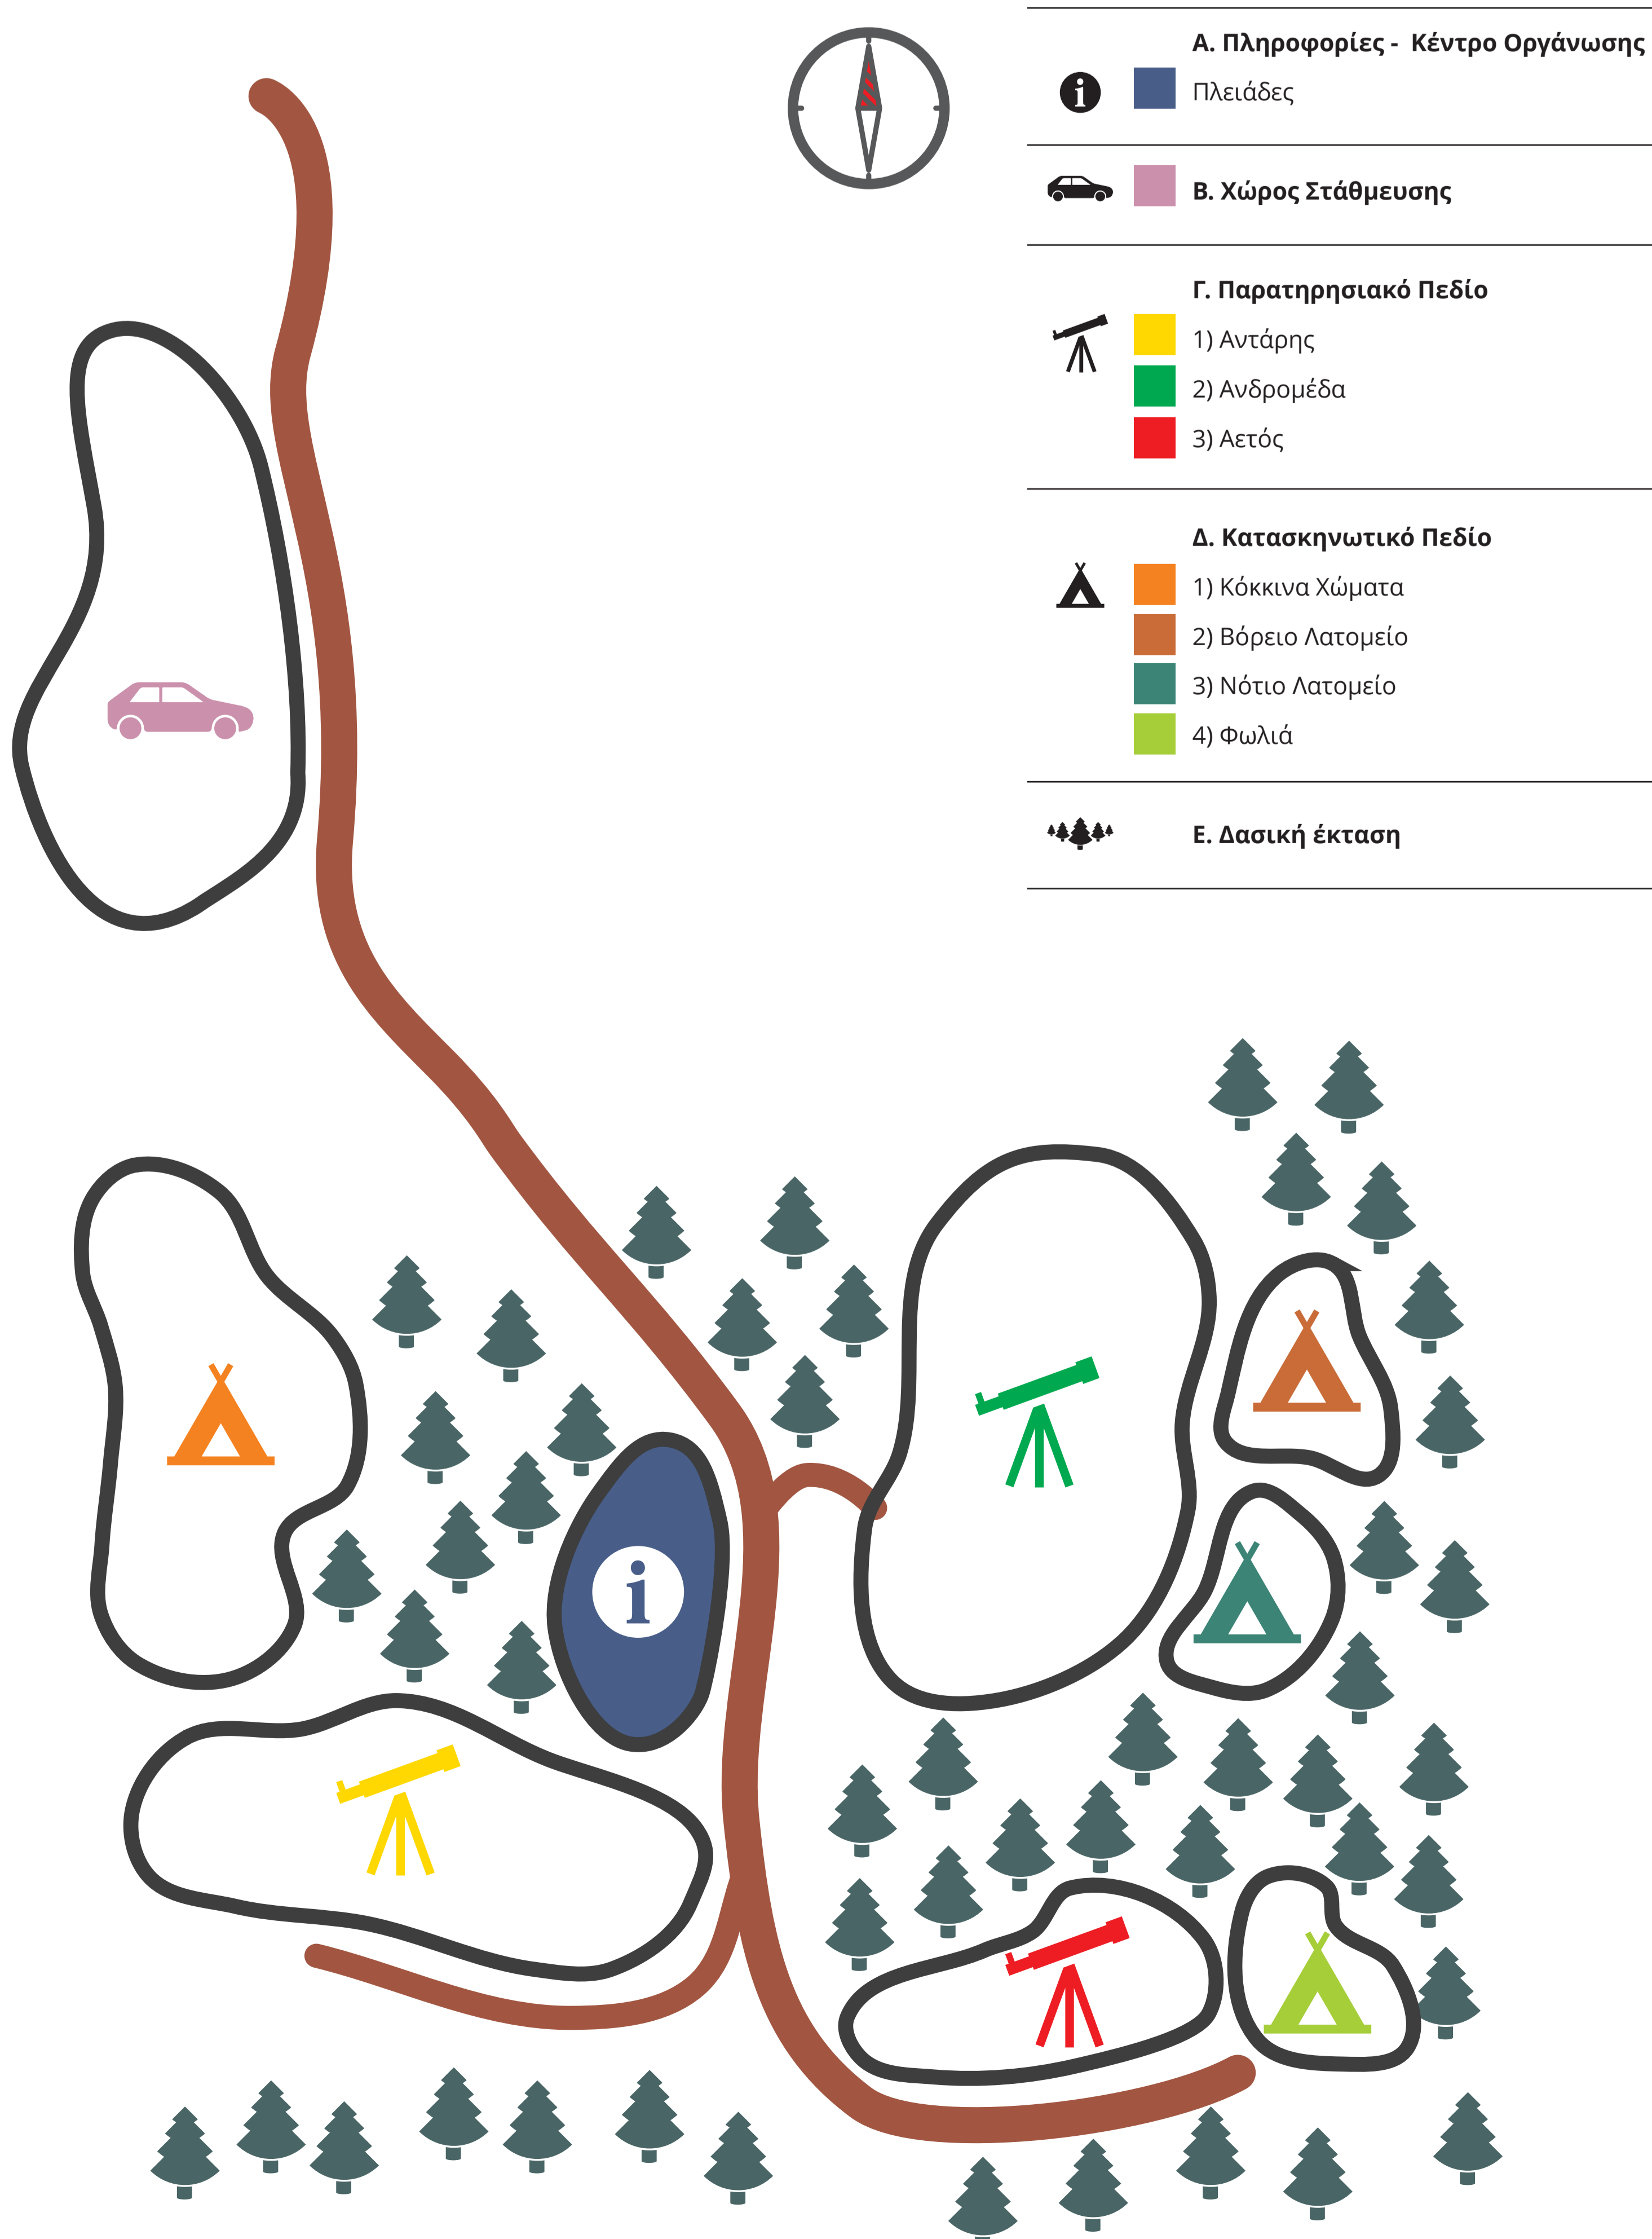 Α. Πληροφορίες - Κέντρο Οργάνωσης
Πλειάδες
Β. Χώρος Στάθμευσης
Γ. Παρατηρησιακό Πεδίο
1) Αντάρης
2) Ανδρομέδα
3) Αετός
Δ. Κατασκηνωτικό Πεδίο
1) Κόκκινα Χώματα
2) Βόρειο Λατομείο
3) Νότιο Λατομείο
4) Φωλιά
Ε. Δασική έκταση